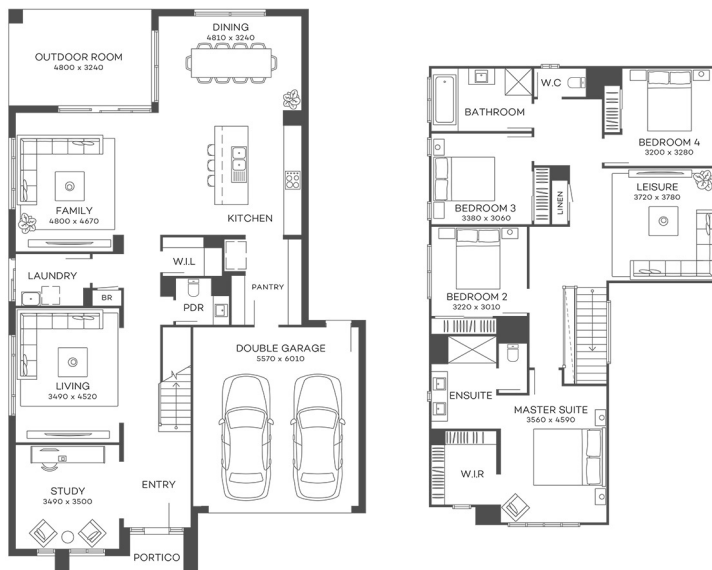 DINING
4810 x 3240
OUTDOOR ROOM
4800 x 3240
FAMILY
4800 x 4670
KITCHEN
W.I.L
LAUNDRY
PANTRY
BR
PDR
DOUBLE GARAGE
5570 x 6010
LIVING
3490 x 4520
STUDY
3490 x 3500
ENTRY
PORTICO
W.C
BATHROOM
BEDROOM 4
3200 x 3280
BEDROOM 3
3380 x 3060
LINEN
LEISURE
3720 x 3780
BEDROOM 2
3220 x 3010
ENSUITE
MASTER SUITE
3560 x 4590
W.I.R